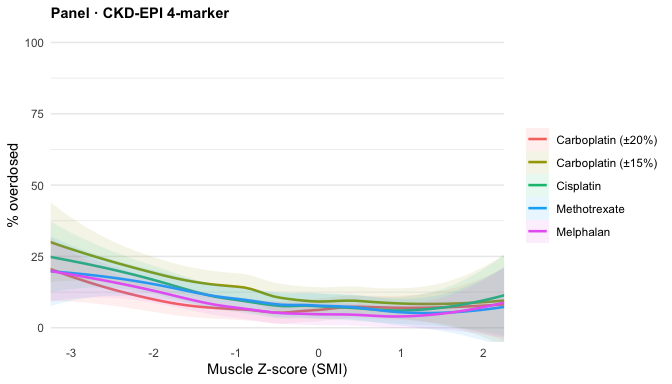 Panel · CKD-EPI 4-marker
% overdosed
100
75
50
25
0
-3 -2 -1 0 1 2
Muscle Z-score (SMI)
Carboplatin (±20%)
Carboplatin (±15%)
Cisplatin
Methotrexate
Melphalan